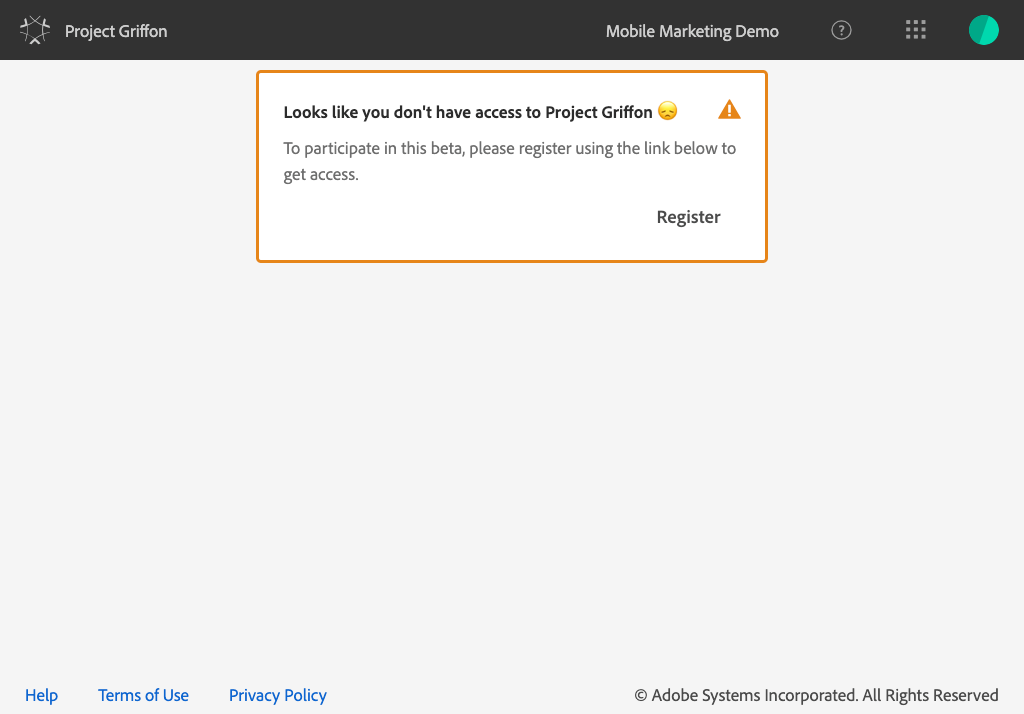 Project Griffon
Mobile Marketing Demo
?
Looks like you don't have access to Project Griffon 😞
To participate in this beta, please register using the link below to
get access.
Register
Help
Terms of Use
Privacy Policy
© Adobe Systems Incorporated. All Rights Reserved